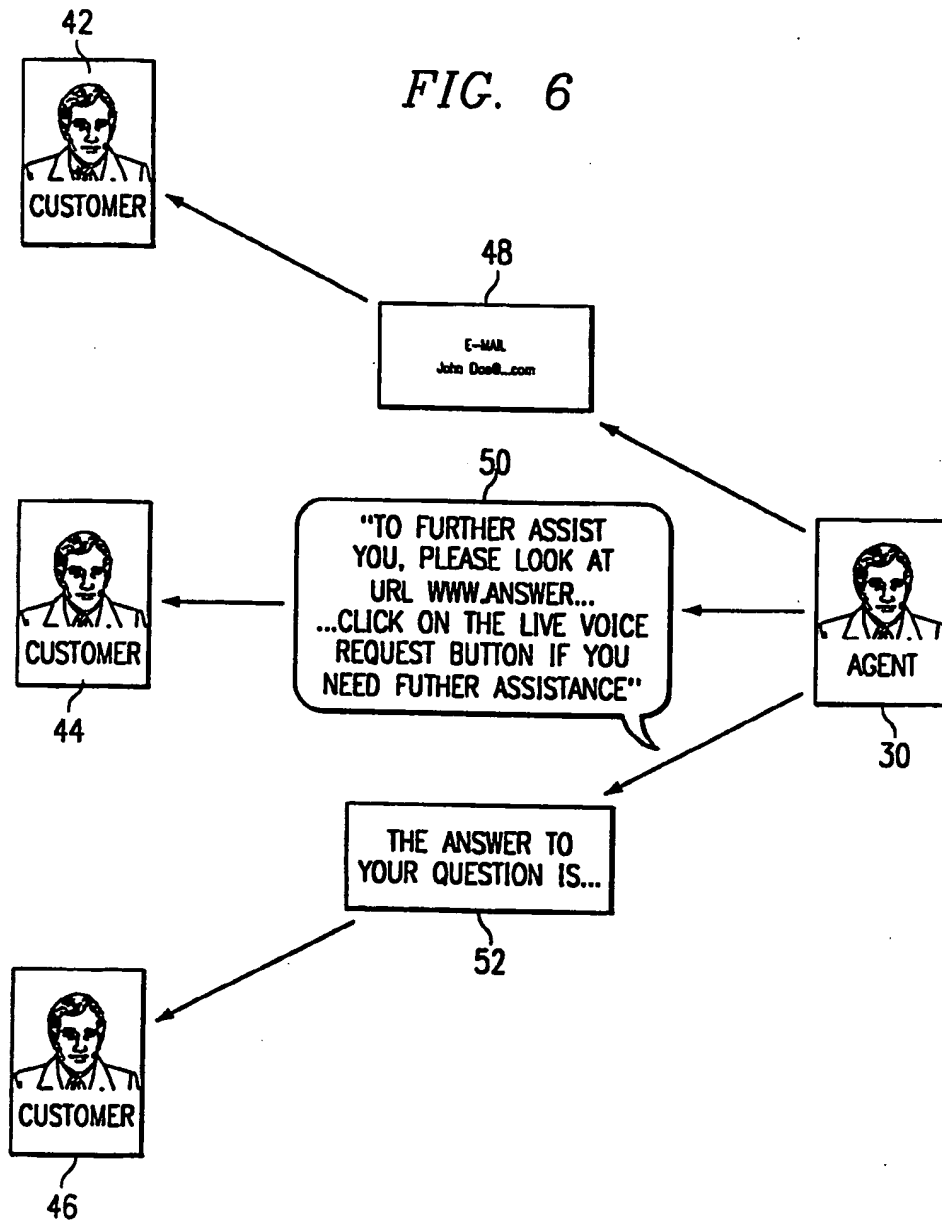 42
FIG. 6
CUSTOMER
48
E-MAIL
John Doe@...com
50
"TO FURTHER ASSIST
YOU, PLEASE LOOK AT
URL WWW.ANSWER...
...CLICK ON THE LIVE VOICE
REQUEST BUTTON IF YOU
NEED FUTHER ASSISTANCE"
CUSTOMER
44
AGENT
30
THE ANSWER TO
YOUR QUESTION IS...
52
CUSTOMER
46